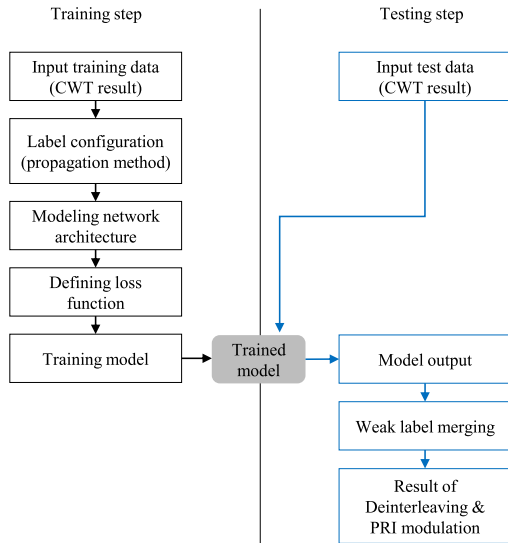 Training step
Input training data
(CWT result)
Label configuration
(propagation method)
Modeling network
architecture
Defining loss
function
Training model
Trained
model
Testing step
Input test data
(CWT result)
Model output
Weak label merging
Result of
Deinterleaving &
PRI modulation